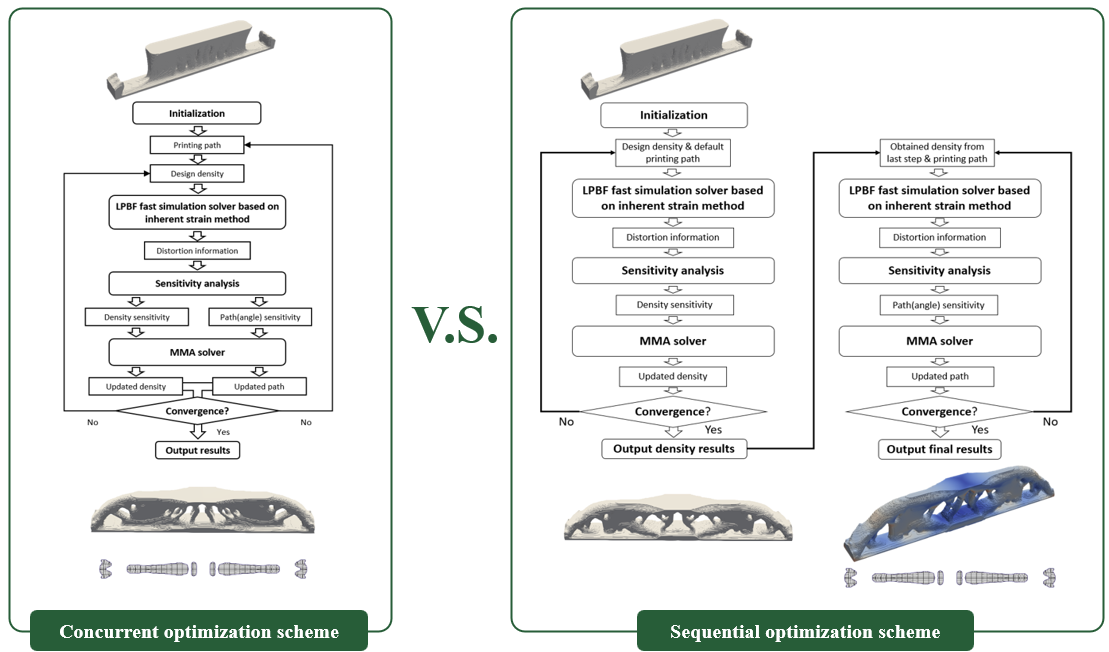 Initialization
Printing path
Design density
LPBF fast simulation solver based on
inherent strain method
Distortion information
Sensitivity analysis
Density sensitivity
Path(angle) sensitivity
MMA solver
Updated density
Updated path
Convergence?
No
No
Yes
Output results
Concurrent optimization scheme
V.S.
Initialization
Design density & default
printing path
LPBF fast simulation solver based
on inherent strain method
Distortion information
Sensitivity analysis
Density sensitivity
MMA solver
Updated density
Convergence?
No
Yes
Output density results
Obtained density from
last step & printing path
LPBF fast simulation solver based
on inherent strain method
Distortion information
Sensitivity analysis
Path(angle) sensitivity
MMA solver
Updated path
Convergence?
No
Yes
Output final results
Sequential optimization scheme